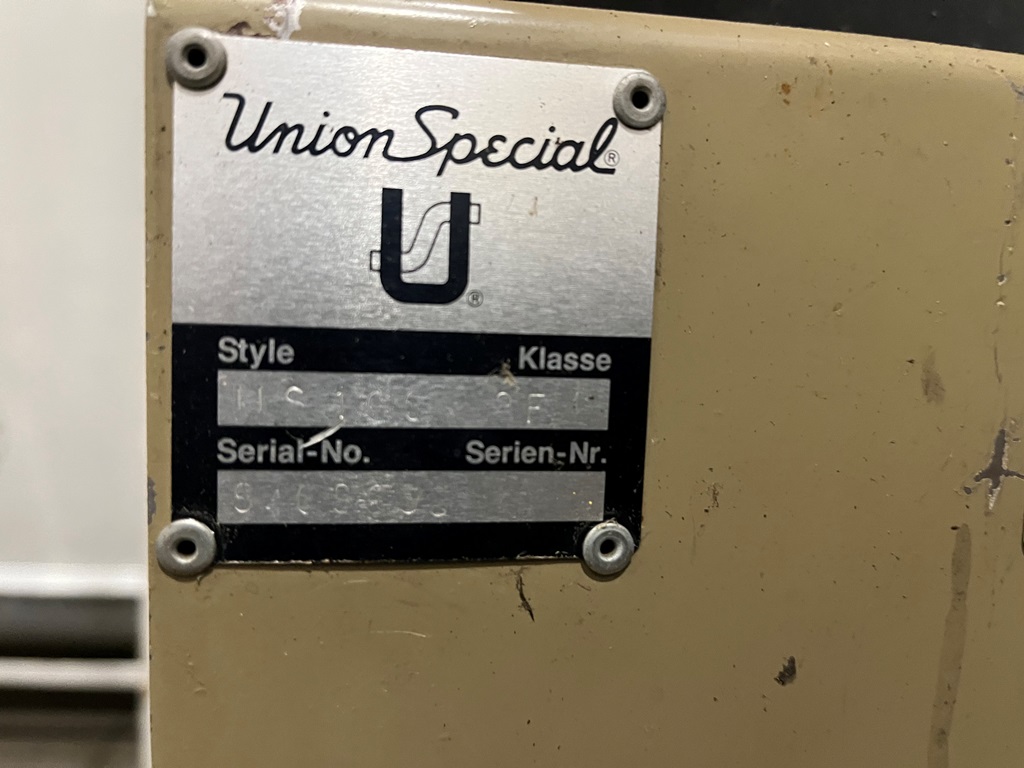 Union Special®
U®
Style Klasse
Serial-No. Serien-Nr.